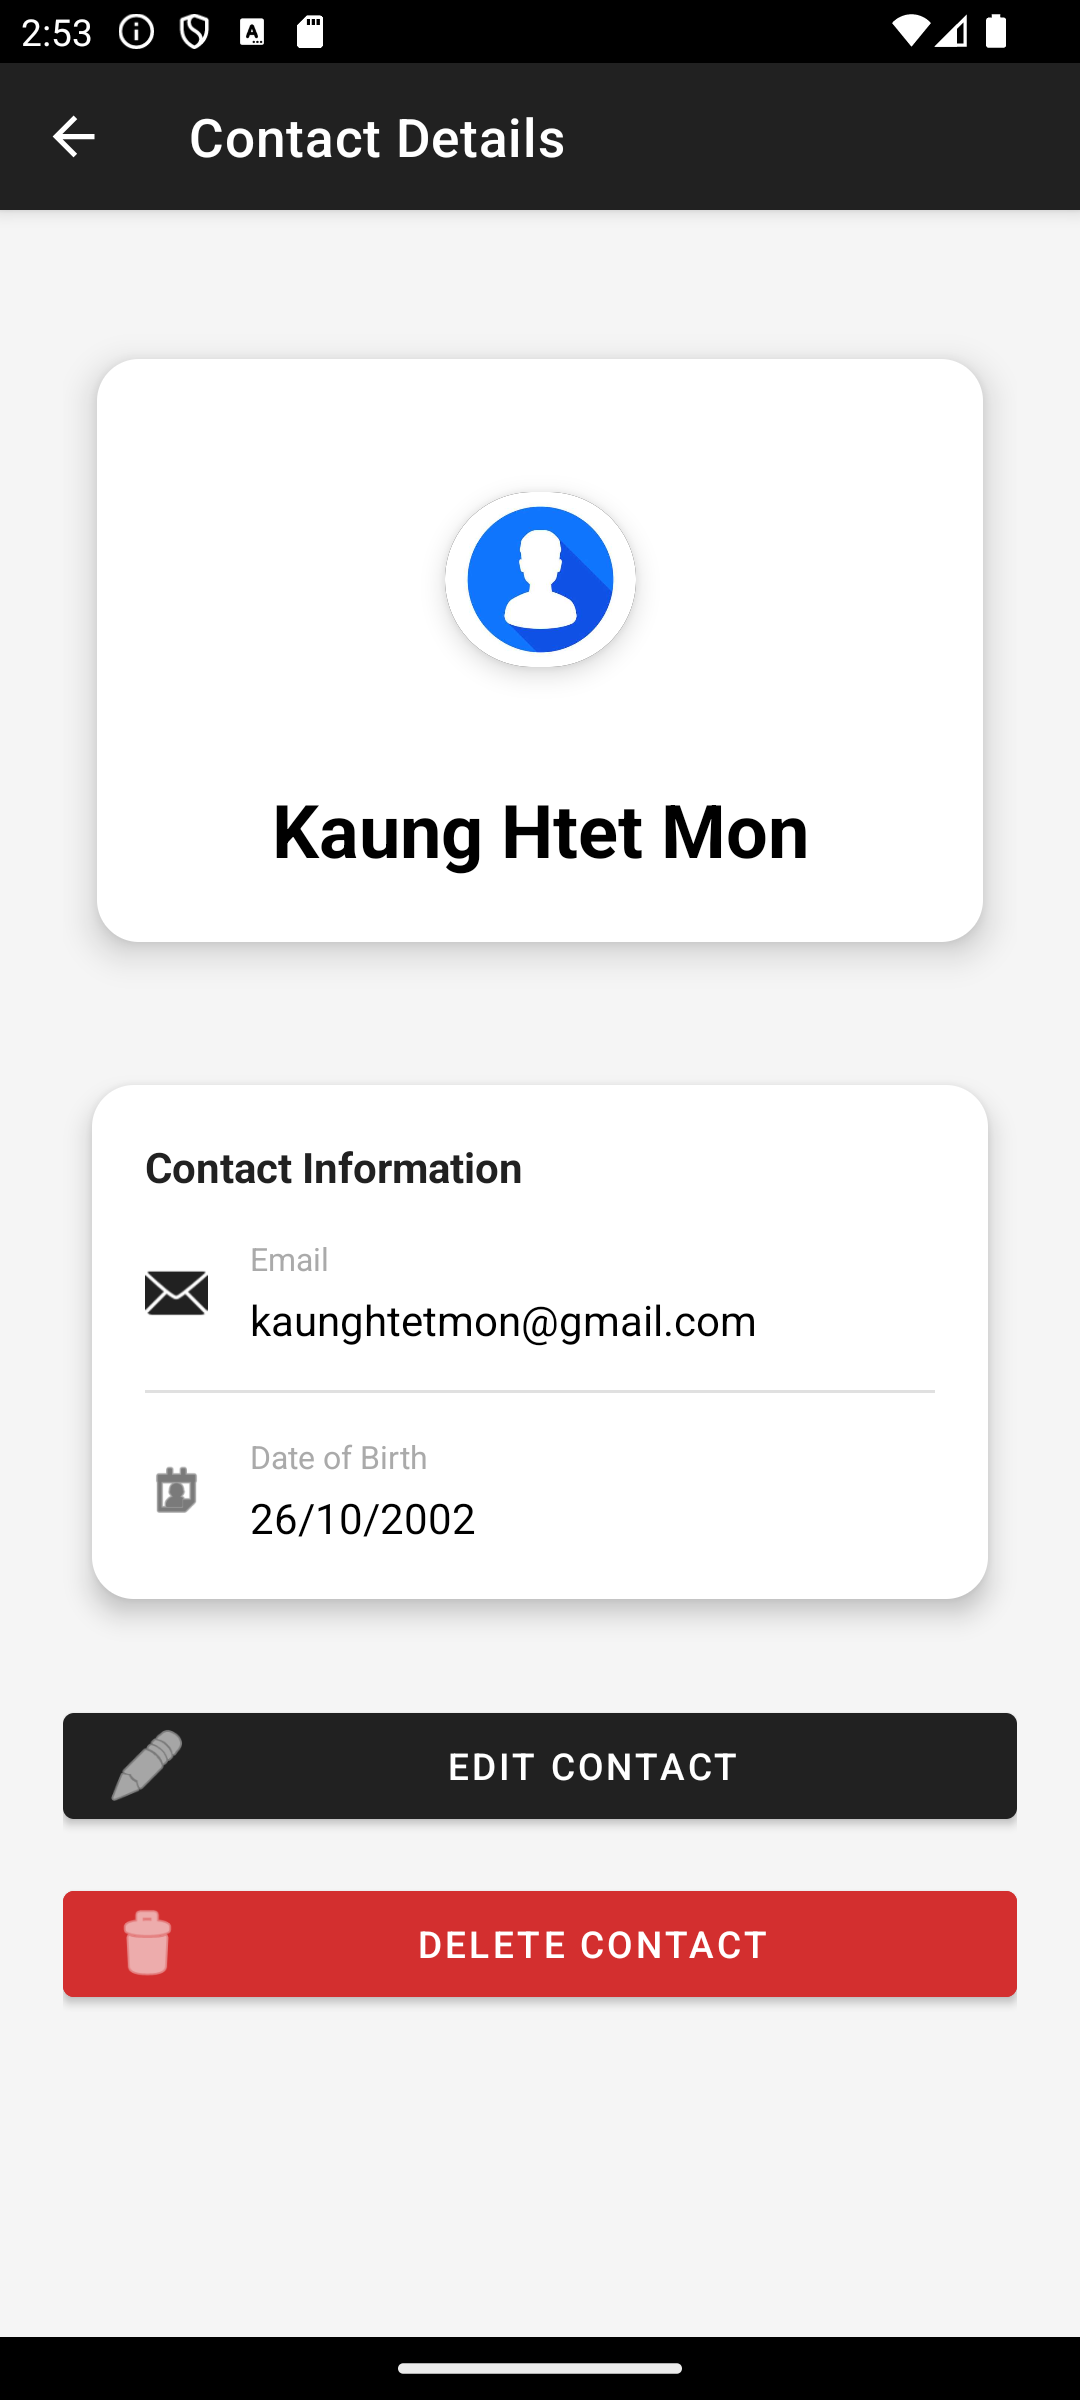 2:53
Contact Details
Kaung Htet Mon
Contact Information
Email
kaunghtetmon@gmail.com
Date of Birth
26/10/2002
EDIT CONTACT
DELETE CONTACT